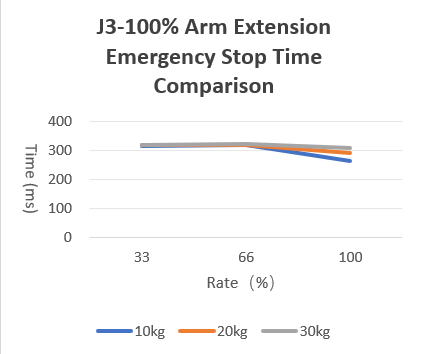 J3-100% Arm Extension
Emergency Stop Time
Comparison
400
300
200
100
0
Time (ms)
33 66 100
Rate（%）
10kg 20kg 30kg